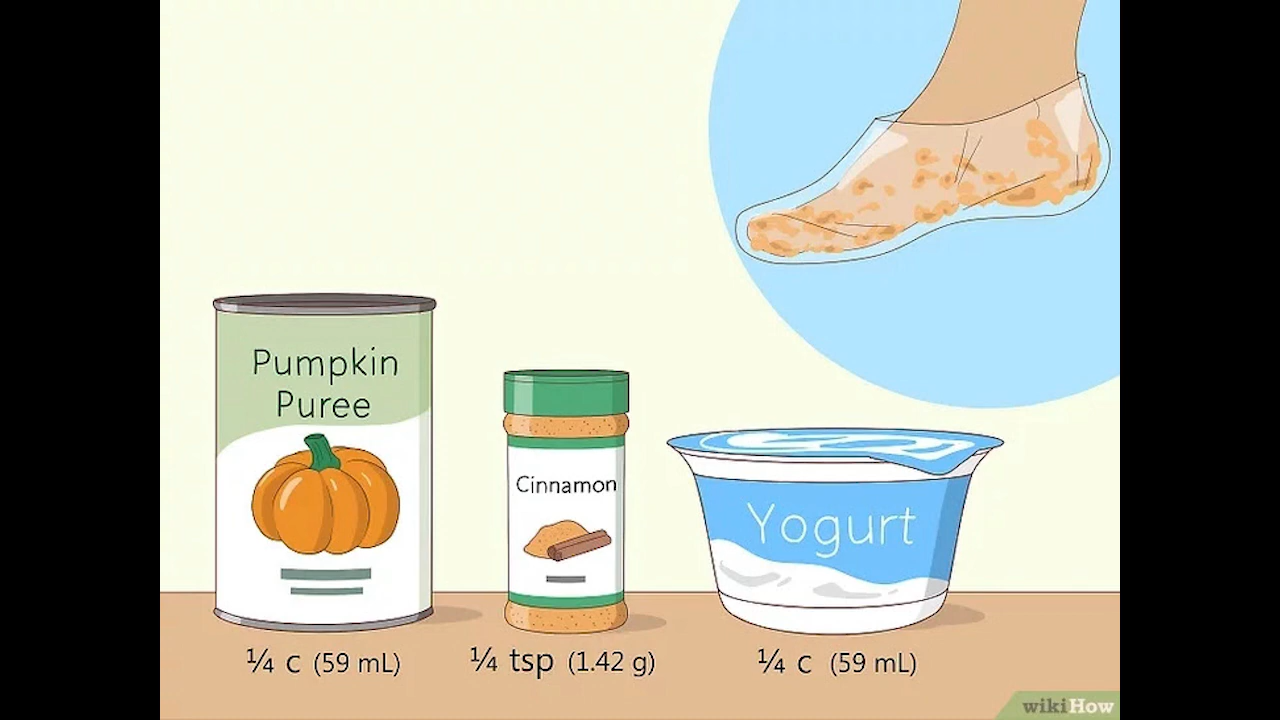 Pumpkin
Puree
Cinnamon
Yogurt
¼ c (59 mL)
¼ tsp (1.42 g)
¼ c (59 mL)
wikiHow